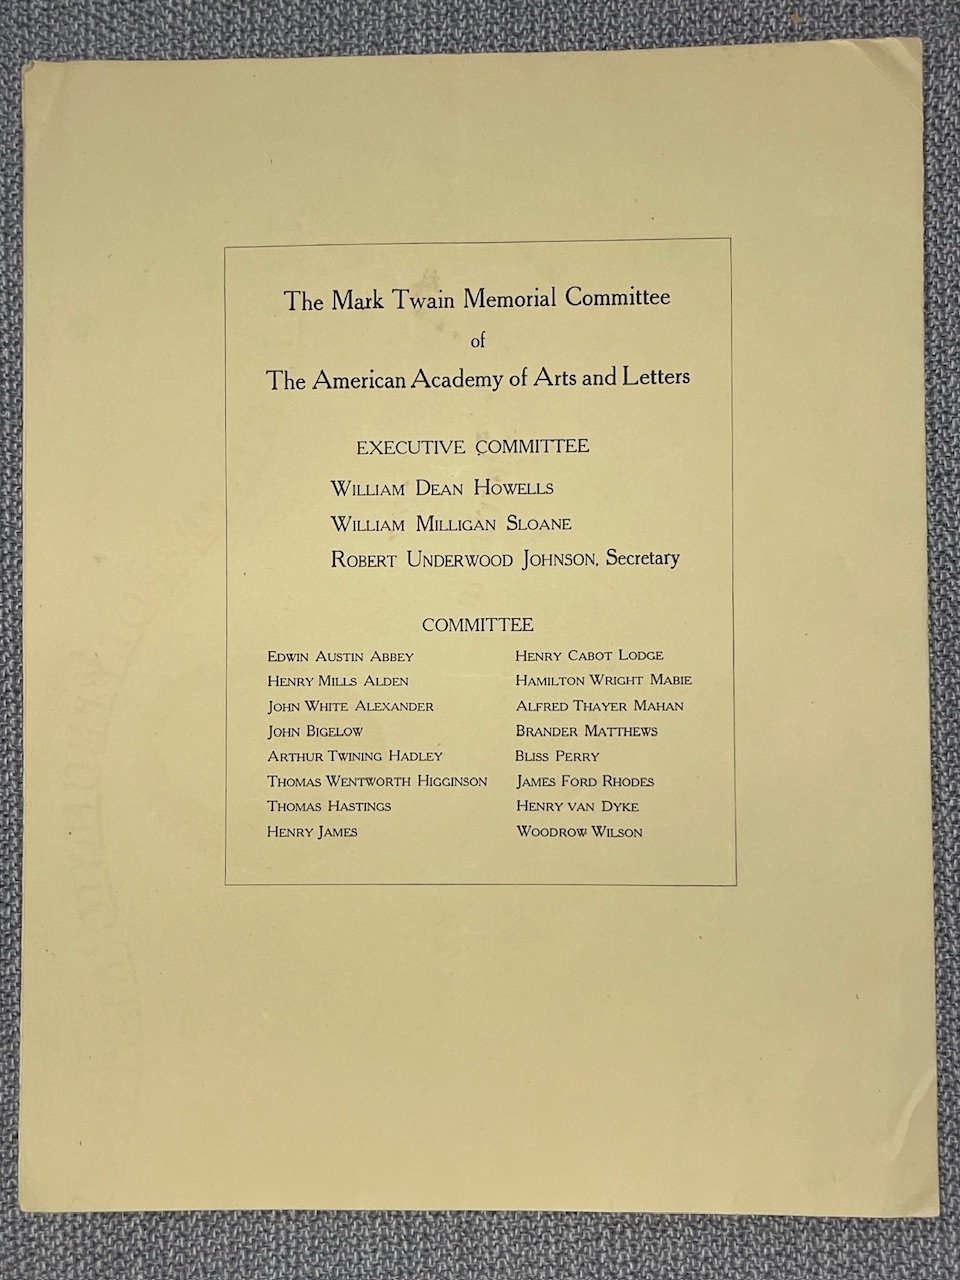 The Mark Twain Memorial Committee
of
The American Academy of Arts and Letters
EXECUTIVE COMMITTEE
WILLIAM DEAN HOWELLS
WILLIAM MILLIGAN SLOANE
ROBERT UNDERWOOD JOHNSON, Secretary
COMMITTEE
EDWIN AUSTIN ABBEY
HENRY MILLS ALDEN
JOHN WHITE ALEXANDER
JOHN BIGELOW
ARTHUR TWINING HADLEY
THOMAS WENTWORTH HIGGINSON
THOMAS HASTINGS
HENRY JAMES
HENRY CABOT LODGE
HAMILTON WRIGHT MABIE
ALFRED THAYER MAHAN
BRANDER MATTHEWS
BLISS PERRY
JAMES FORD RHODES
HENRY VAN DYKE
WOODROW WILSON